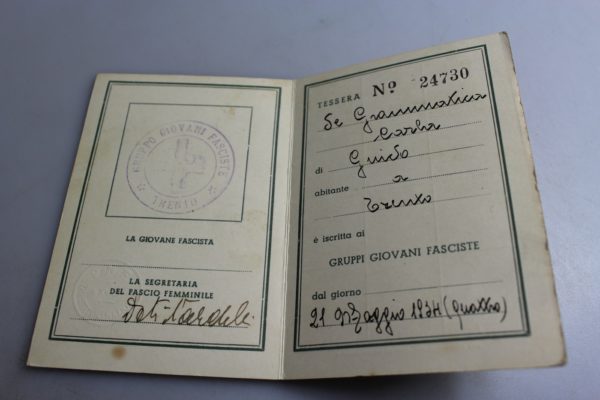 GRUPPO GIOVANI FASCISTE
TRENTO
LA GIOVANE FASCISTA
LA SEGRETARIA
DEL FASCIO FEMMINILE
TESSERA Nº 24730
De Grammatica
Carla
di Guido
abitante a
Trento
è iscritta ai
GRUPPI GIOVANI FASCISTE
dal giorno
21 Maggio 1934 (quattro)